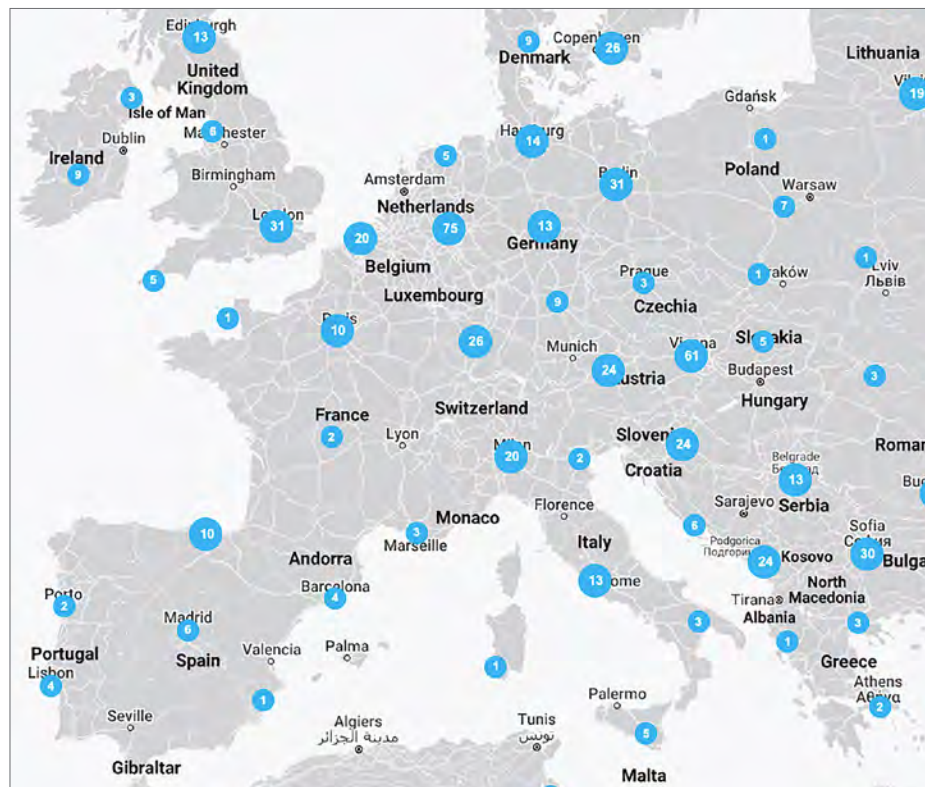 Edinburgh
13
United
Kingdom
3
Isle of Man
Dublin
Ireland
9
6
Manchester
Birmingham
London
31
5
1
9
Denmark
Copenhagen
26
Lithuania
19
Gdańsk
1
Poland
Warsaw
7
Hamburg
14
5
Amsterdam
Netherlands
75
20
Belgium
Luxembourg
Berlin
31
13
Germany
Prague
3
Czechia
9
1
Kraków
1
Lviv
Львів
Paris
10
26
Munich
24
Austria
Vienna
61
Slovakia
5
Budapest
Hungary
3
France
2
Lyon
Switzerland
Milan
20
2
Slovenia
24
Croatia
Romania
Belgrade
13
Serbia
Sarajevo
6
Florence
Monaco
3
Marseille
Italy
Podgorica
24
Kosovo
Sofia
София
30
Bulga
10
Andorra
Barcelona
4
13
Rome
North
Macedonia
Tirana
Albania
3
3
1
Greece
Athens
Αθήνα
2
Porto
2
Madrid
6
Portugal
Spain
Lisbon
4
Valencia
Palma
1
1
Seville
Gibraltar
Algiers
مدينة الجزائر
Tunis
تونس
Palermo
5
Malta